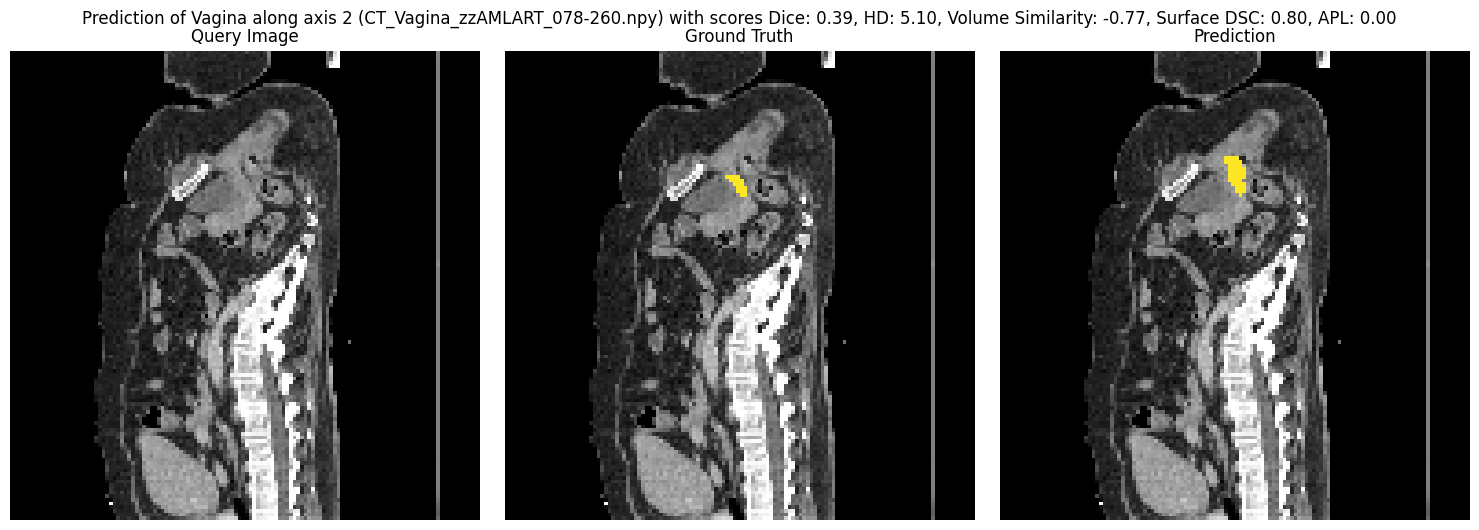 Prediction of Vagina along axis 2 (CT_Vagina_zzAMLART_078-260.npy) with scores Dice: 0.39, HD: 5.10, Volume Similarity: -0.77, Surface DSC: 0.80, APL: 0.00
Query Image
Ground Truth
Prediction